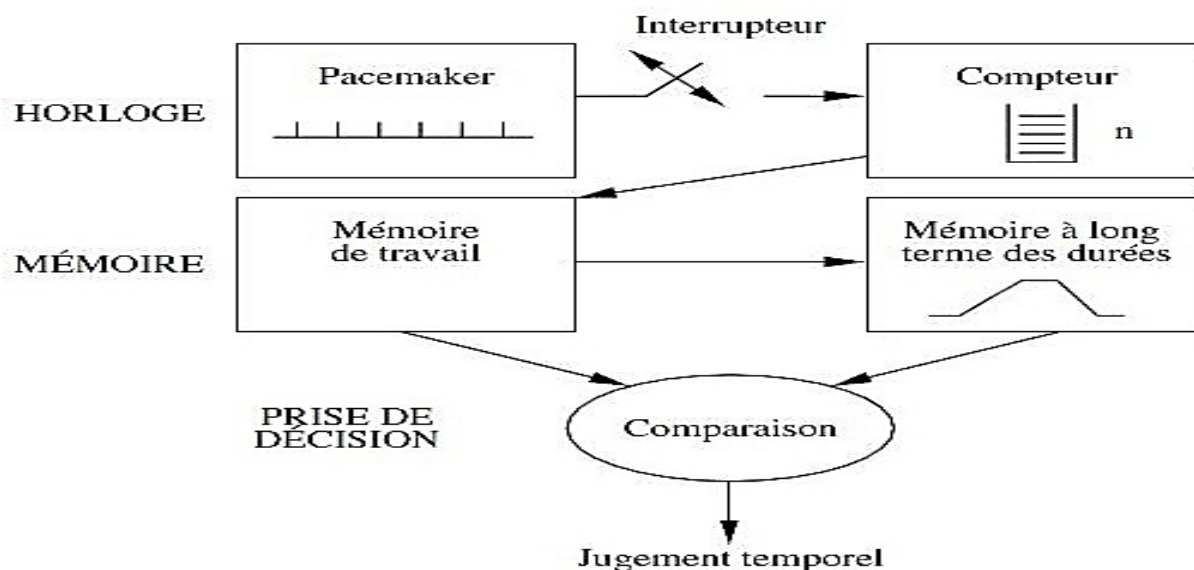 Interrupteur
Pacemaker
Compteur
HORLOGE
n
Mémoire
de travail
Mémoire à long
terme des durées
MÉMOIRE
PRISE DE
DÉCISION
Comparaison
Jugement temporel